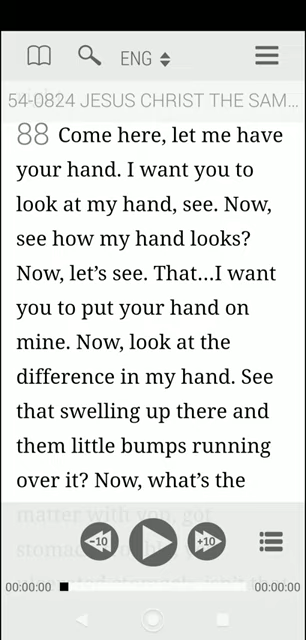 ENG
54-0824 JESUS CHRIST THE SAM...
88 Come here, let me have
your hand. I want you to
look at my hand, see. Now,
see how my hand looks?
Now, let's see. That...I want
you to put your hand on
mine. Now, look at the
difference in my hand. See
that swelling up there and
them little bumps running
over it? Now, what's the
matter with you, got
-10
+10
00:00:00
00:00:00